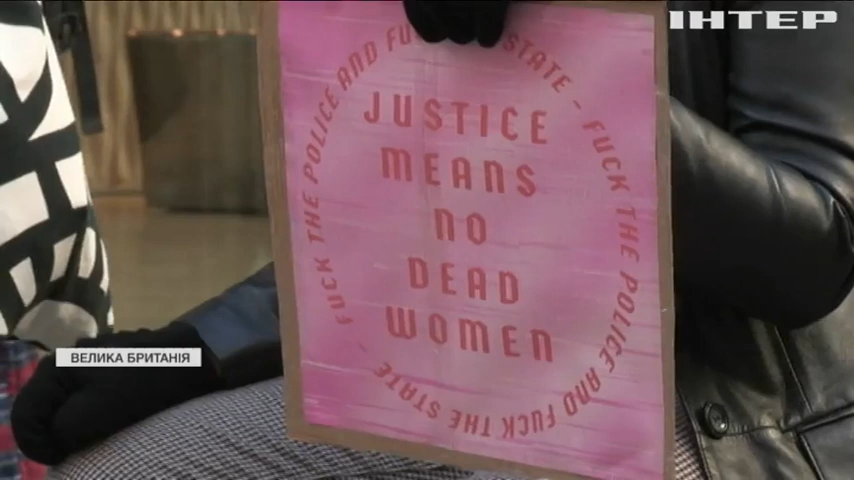 ІНТЕР
JUSTICE
MEANS
NO
DEAD
WOMEN
FUCK THE POLICE AND FU STATE - FUCK THE POLICE AND FUCK THE STATE -
ВЕЛИКА БРИТАНІЯ